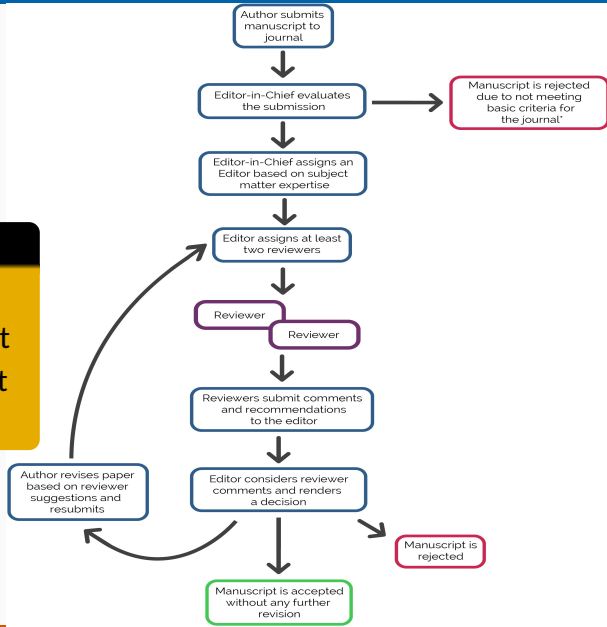 Author submits
manuscript to
journal
Editor-in-Chief evaluates
the submission
Manuscript is rejected
due to not meeting
basic criteria for
the journal*
Editor-in-Chief assigns an
Editor based on subject
matter expertise
Editor assigns at least
two reviewers
Reviewer
Reviewer
t
t
Reviewers submit comments
and recommendations
to the editor
Author revises paper
based on reviewer
suggestions and
resubmits
Editor considers reviewer
comments and renders
a decision
Manuscript is
rejected
Manuscript is accepted
without any further
revision